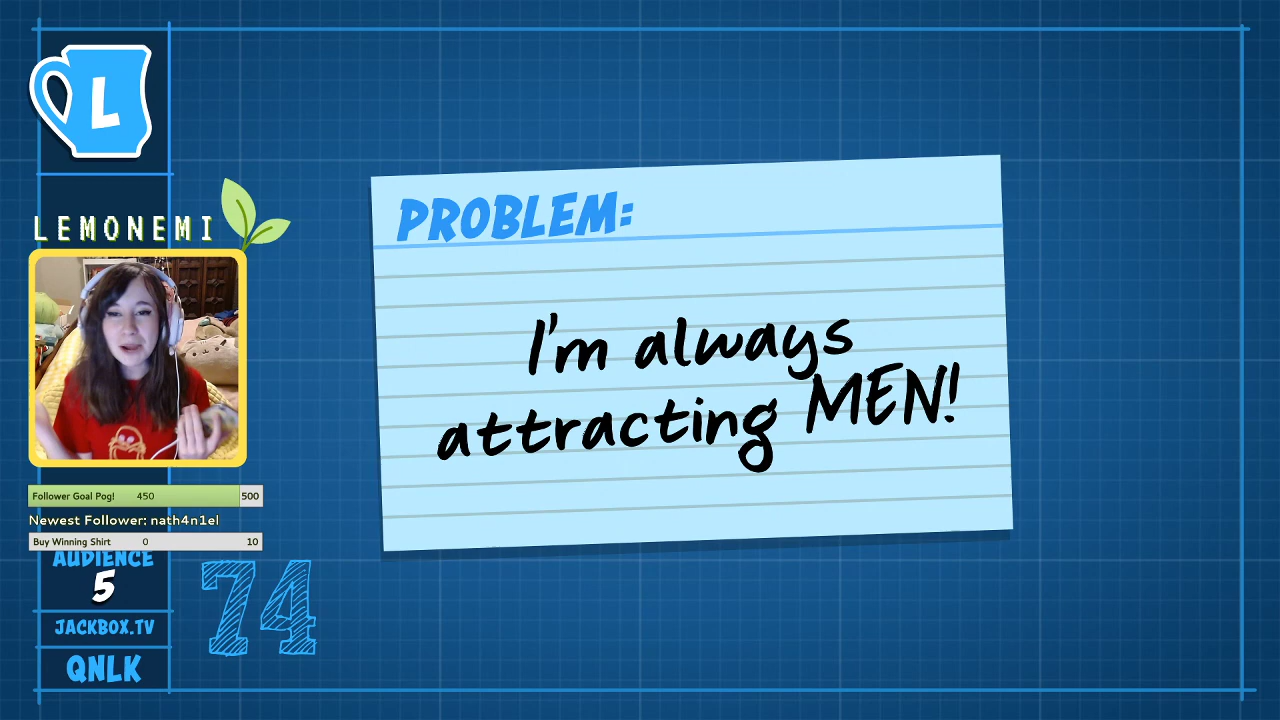 L
LEMONEMI
PROBLEM:
I'm always
attracting MEN!
Follower Goal Pog! 450 500
Newest Follower: nath4n1el
Buy Winning Shirt 0 10
AUDIENCE
5
74
JACKBOX.TV
QNLK